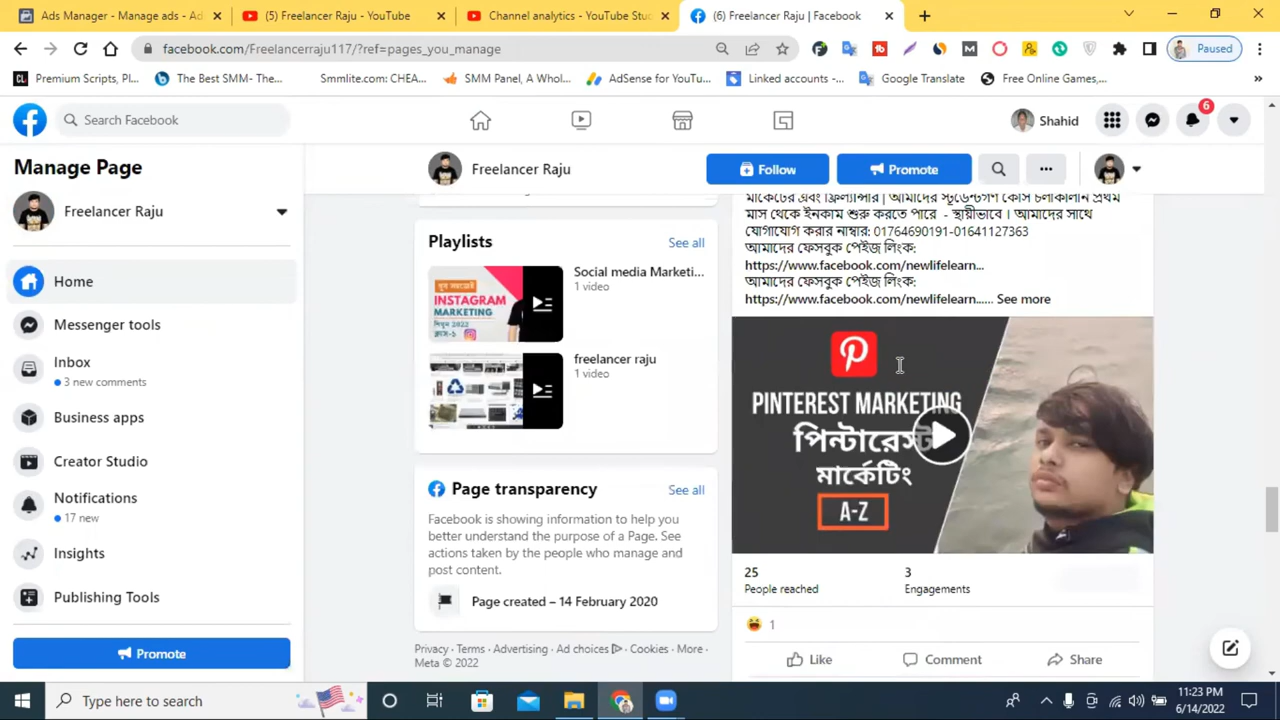 Ads Manager - Manage ads - Ad
(5) Freelancer Raju - YouTube
Channel analytics - YouTube Stu
(6) Freelancer Raju | Facebook
facebook.com/Freelancerraju117/?ref=pages_you_manage
Paused
Premium Scripts, Pl...
The Best SMM- The...
Smmlite.com: CHEA...
SMM Panel, A Whol...
AdSense for YouTu...
Linked accounts -...
Google Translate
Free Online Games,...
Search Facebook
Shahid
6
Manage Page
Freelancer Raju
Home
Messenger tools
Inbox
3 new comments
Business apps
Creator Studio
Notifications
17 new
Insights
Publishing Tools
Promote
Freelancer Raju
Follow
Promote
Playlists
See all
Social media Marketi...
1 video
INSTAGRAM
MARKETING
freelancer raju
1 video
Page transparency
See all
Facebook is showing information to help you
better understand the purpose of a Page. See
actions taken by the people who manage and
post content.
Page created – 14 February 2020
Privacy · Terms · Advertising · Ad choices · Cookies · More ·
Meta © 2022
মার্কেটের এবং ফ্রিল্যান্সার | আমাদের স্টুডেন্টগণ কোর্স চলাকালীন প্রথম
মাস থেকে ইনকাম শুরু করতে পারে - স্থায়ীভাবে । আমাদের সাথে
যোগাযোগ করার নাম্বার: 01764690191-01641127363
আমাদের ফেসবুক পেইজ লিংক:
https://www.facebook.com/newlifelearn...
আমাদের ফেসবুক পেইজ লিংক:
https://www.facebook.com/newlifelearn...... See more
PINTEREST MARKETING
পিন্টারেস্ট
মার্কেটিং
A-Z
25
People reached
3
Engagements
1
Like
Comment
Share
Type here to search
11:23 PM
6/14/2022